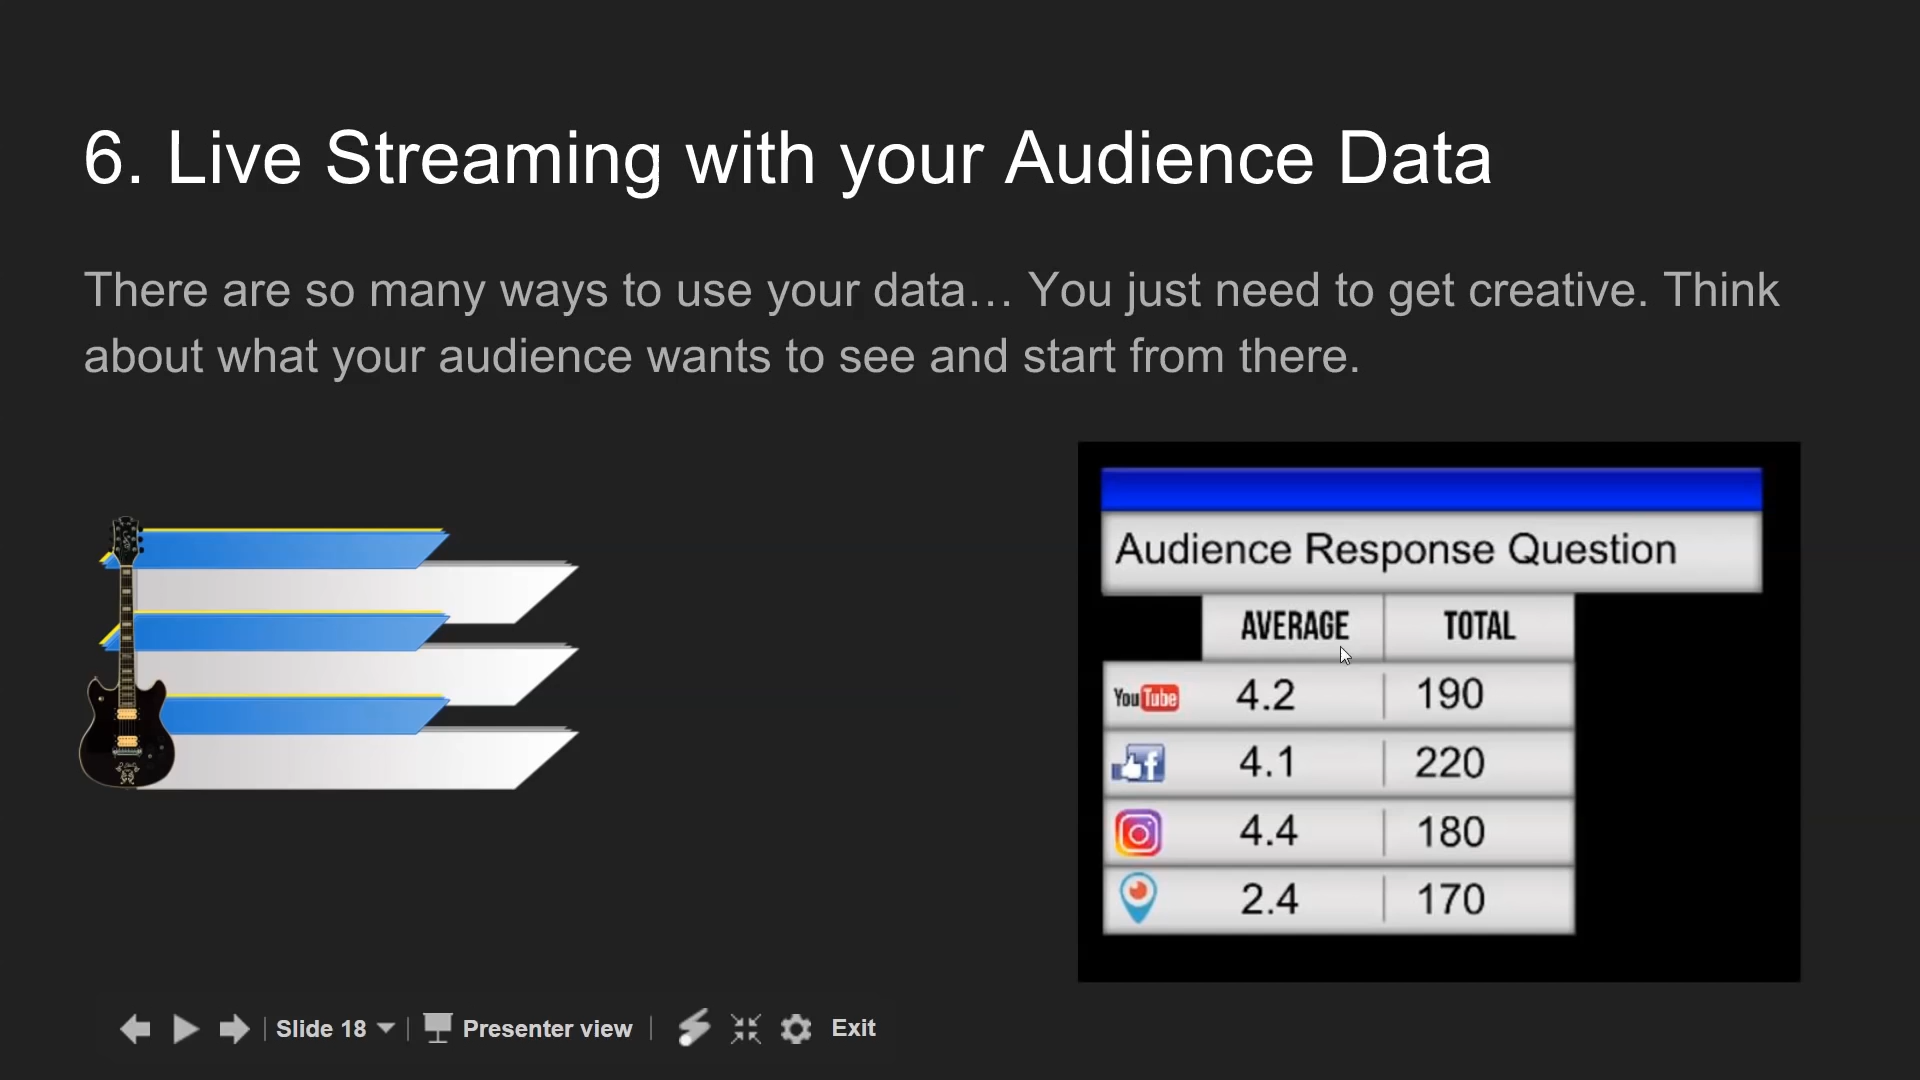 6. Live Streaming with your Audience Data
There are so many ways to use your data… You just need to get creative. Think
about what your audience wants to see and start from there.
Audience Response Question
AVERAGE TOTAL
YouTube 4.2 190
f 4.1 220
4.4 180
2.4 170
Slide 18 Presenter view Exit